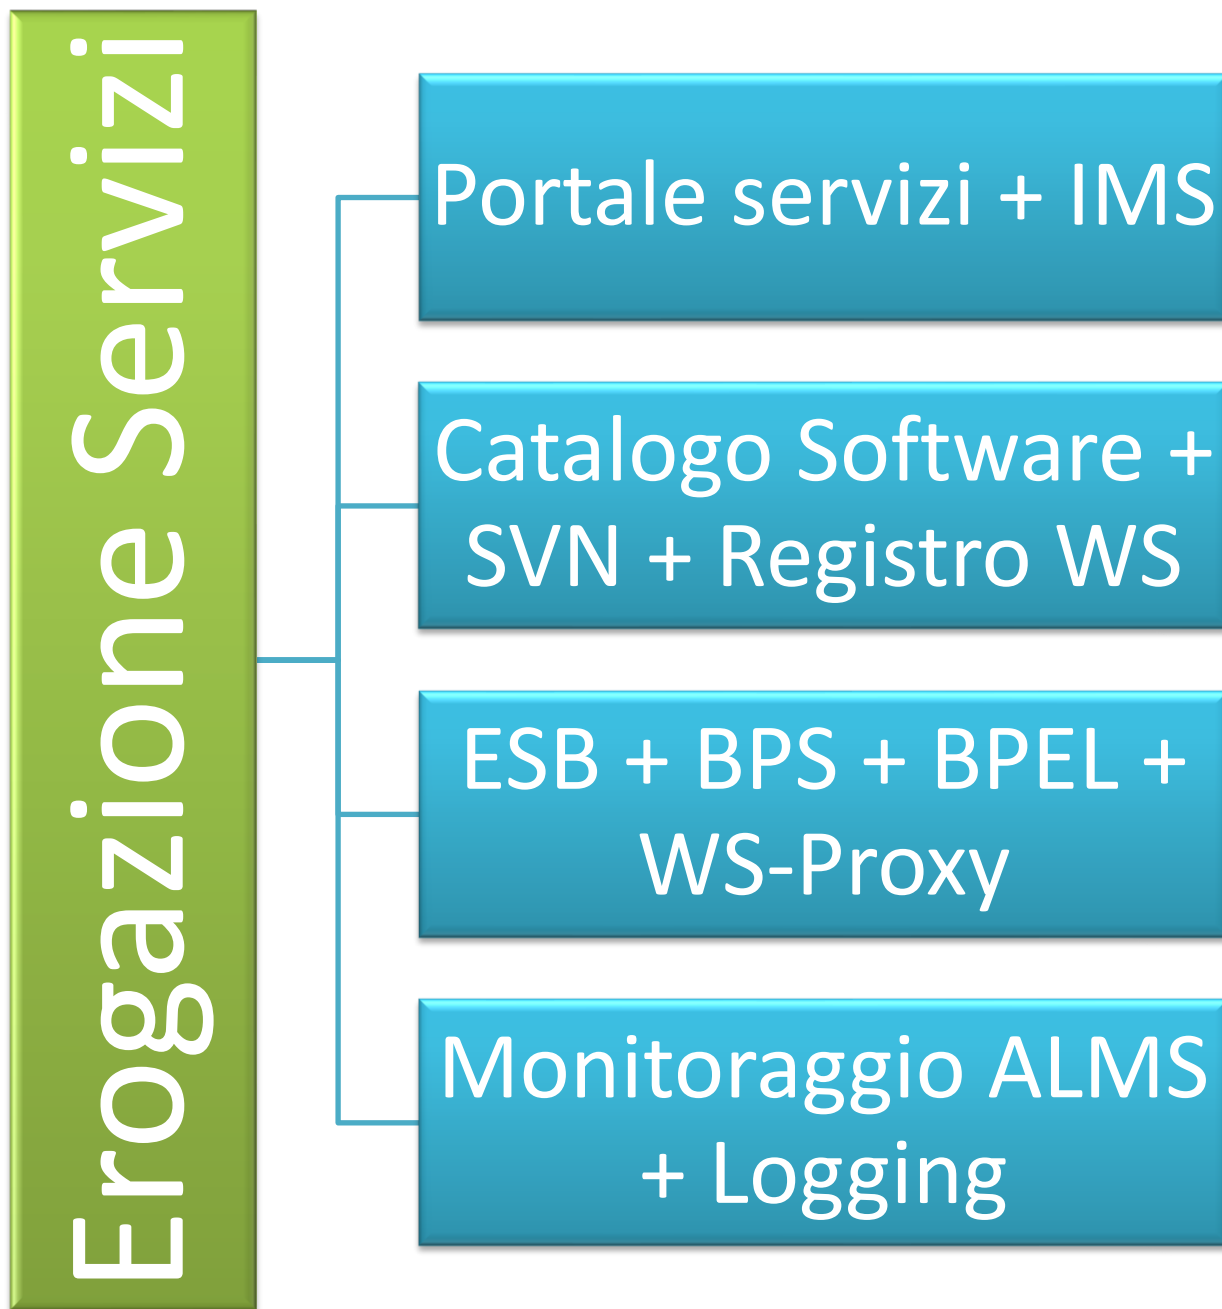 Erogazione Servizi
Portale servizi + IMS
Catalogo Software +
SVN + Registro WS
ESB + BPS + BPEL +
WS-Proxy
Monitoraggio ALMS
+ Logging